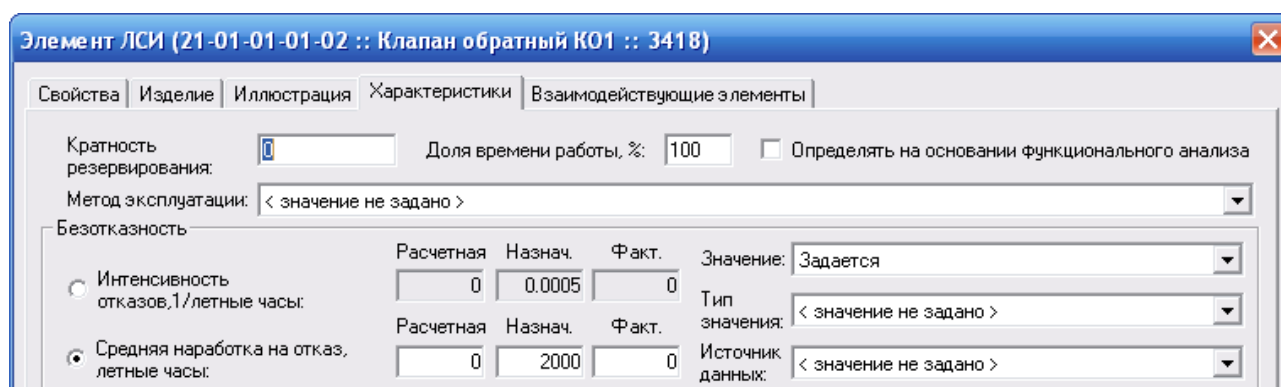 Элемент ЛСИ (21-01-01-01-02 :: Клапан обратный КО1 :: 3418)
Свойства Изделие Иллюстрация Характеристики Взаимодействующие элементы
Кратность резервирования: 0 Доля времени работы, %: 100 Определять на основании функционального анализа
Метод эксплуатации: < значение не задано >
Безотказность
Расчетная Назнач. Факт. Значение: Задается
Интенсивность отказов,1/летные часы: 0 0.0005 0
Тип значения: < значение не задано >
Расчетная Назнач. Факт.
Средняя наработка на отказ, летные часы: 0 2000 0
Источник данных: < значение не задано >